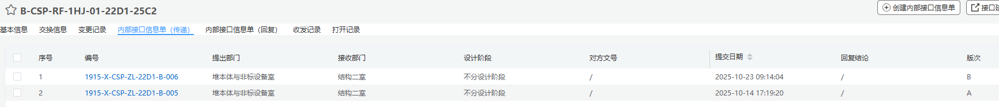 B-CSP-RF-1HJ-01-22D1-25C2 创建内部接口信息单
基本信息 交换信息 变更记录 内部接口信息单（传递） 内部接口信息单（回复） 收发记录 打开记录
序号 编号 提出部门 接收部门 设计阶段 对方文号 提交日期 回复结论 版次
1 1915-X-CSP-ZL-22D1-B-006 堆本体与非标设备室 结构二室 不分设计阶段 / 2025-10-23 09:14:04 / B
2 1915-X-CSP-ZL-22D1-B-005 堆本体与非标设备室 结构二室 不分设计阶段 / 2025-10-14 17:19:20 / A